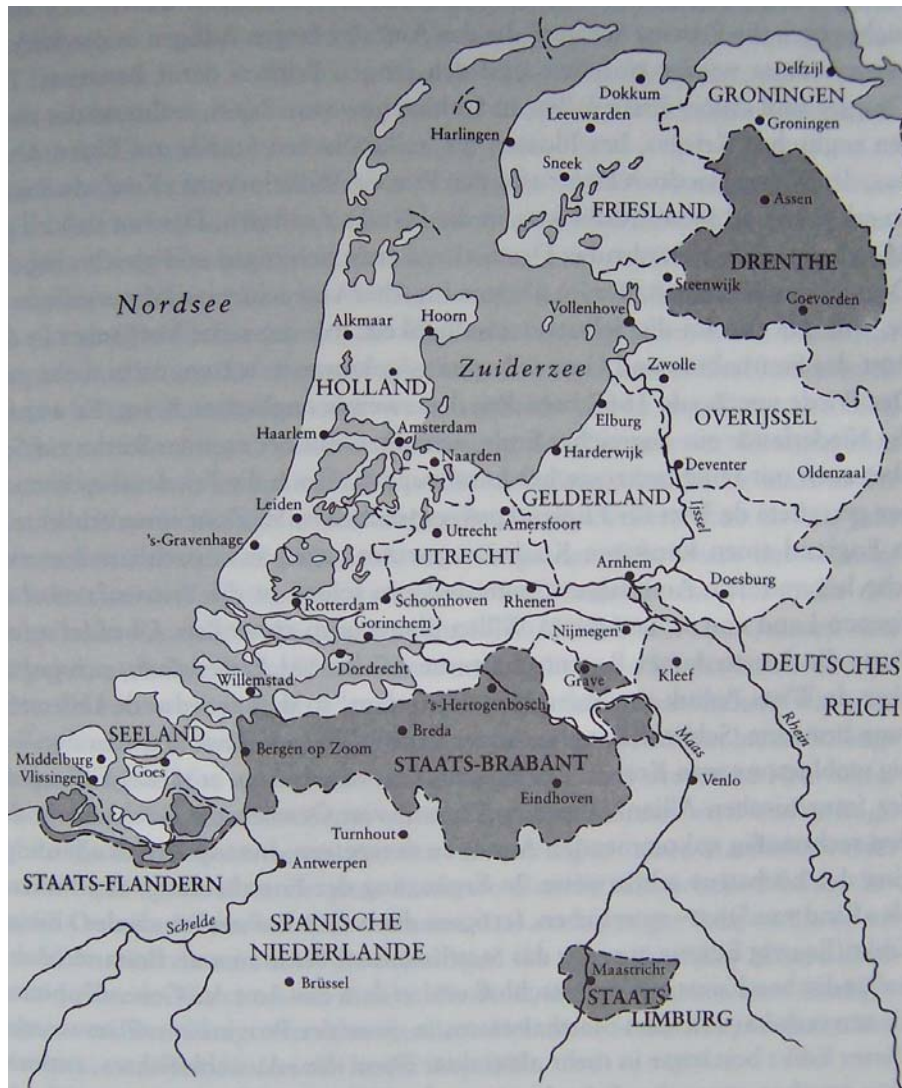 Delfzijl
Dokkum
GRONINGEN
Leeuwarden
Groningen
Harlingen
Sneek
Assen
FRIESLAND
DRENTHE
Steenwijk
Nordsee
Coevorden
Vollenhove
Hoorn
Alkmaar
Zuiderzee
Zwolle
HOLLAND
Elburg
OVERIJSSEL
Haarlem
Amsterdam
Harderwijk
Naarden
Deventer
Oldenzaal
GELDERLAND
Leiden
IJssel
Utrecht
Amersfoort
's-Gravenhage
UTRECHT
Arnhem
Doesburg
Rotterdam
Schoonhoven
Rhenen
Gorinchem
Nijmegen
Dordrecht
DEUTSCHES
REICH
Willemstad
Grave
Kleef
's-Hertogenbosch
SEELAND
Breda
Maas
Rhein
Middelburg
Bergen op Zoom
Goes
STAATS-BRABANT
Vlissingen
Venlo
Eindhoven
Turnhout
Antwerpen
STAATS-FLANDERN
Schelde
SPANISCHE
NIEDERLANDE
Maastricht
Brüssel
STAATS-
LIMBURG